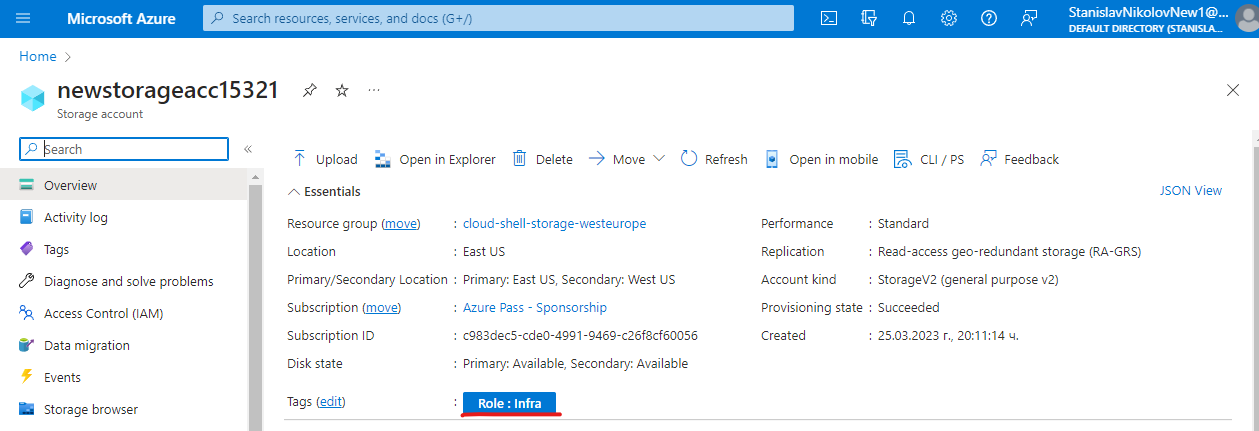 Microsoft Azure
Search resources, services, and docs (G+/)
StanislavNikolovNew1@...
DEFAULT DIRECTORY (STANISLA...
Home
newstorageacc15321
Storage account
Search
Upload
Open in Explorer
Delete
Move
Refresh
Open in mobile
CLI / PS
Feedback
Overview
Activity log
Tags
Diagnose and solve problems
Access Control (IAM)
Data migration
Events
Storage browser
Essentials
JSON View
Resource group (move) : cloud-shell-storage-westeurope
Location : East US
Primary/Secondary Location : Primary: East US, Secondary: West US
Subscription (move) : Azure Pass - Sponsorship
Subscription ID : c983dec5-cde0-4991-9469-c26f8cf60056
Disk state : Primary: Available, Secondary: Available
Performance : Standard
Replication : Read-access geo-redundant storage (RA-GRS)
Account kind : StorageV2 (general purpose v2)
Provisioning state : Succeeded
Created : 25.03.2023 г., 20:11:14 ч.
Tags (edit) : Role : Infra